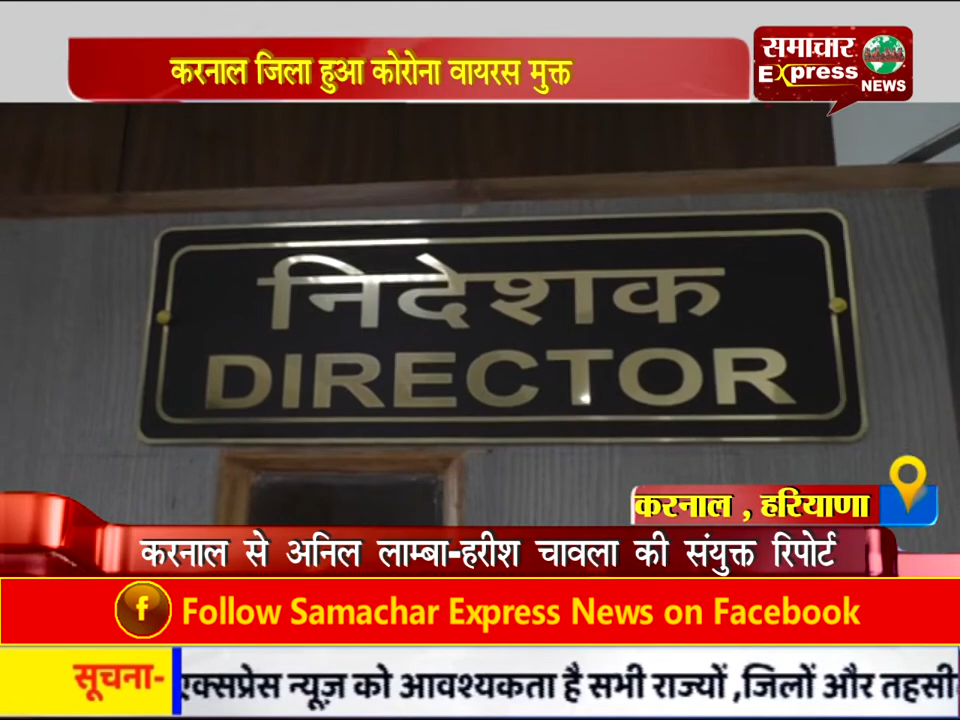 करनाल जिला हुआ कोरोना वायरस मुक्त
समाचार
Express
NEWS
निदेशक
DIRECTOR
करनाल , हरियाणा
करनाल से अनिल लाम्बा-हरीश चावला की संयुक्त रिपोर्ट
f Follow Samachar Express News on Facebook
सूचना- एक्सप्रेस न्यूज़ को आवश्यकता है सभी राज्यों ,जिलों और